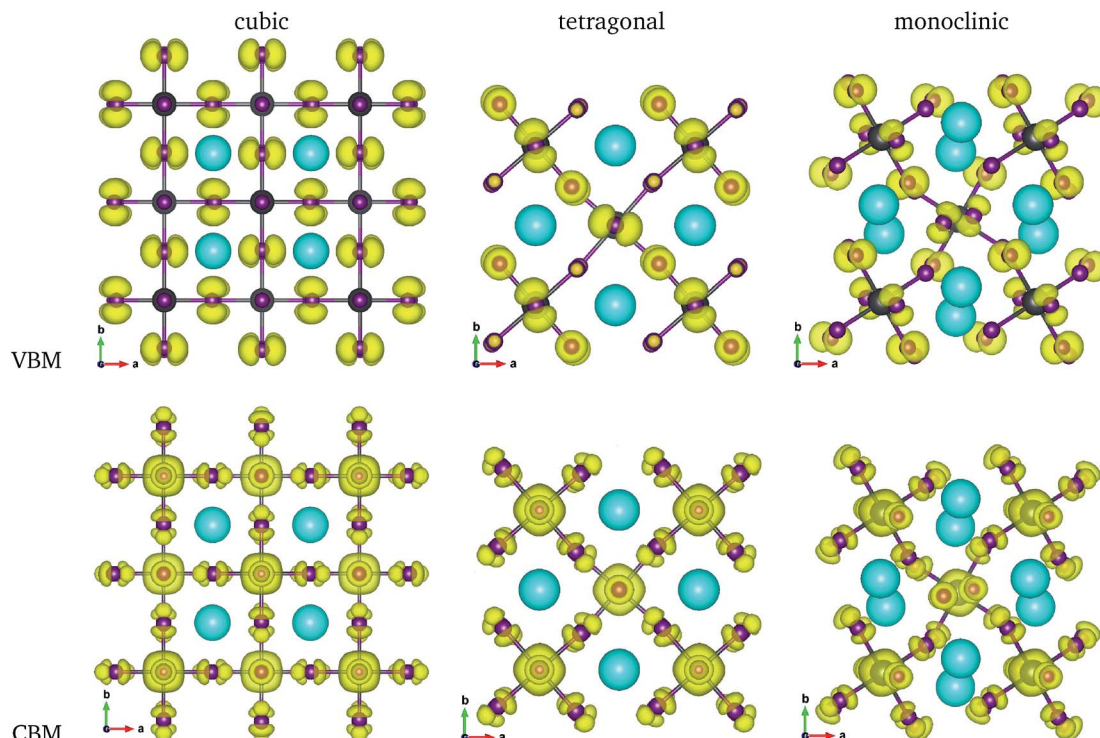 cubic tetragonal monoclinic
b b b
a a a
VBM
b b b
a a a
CBM